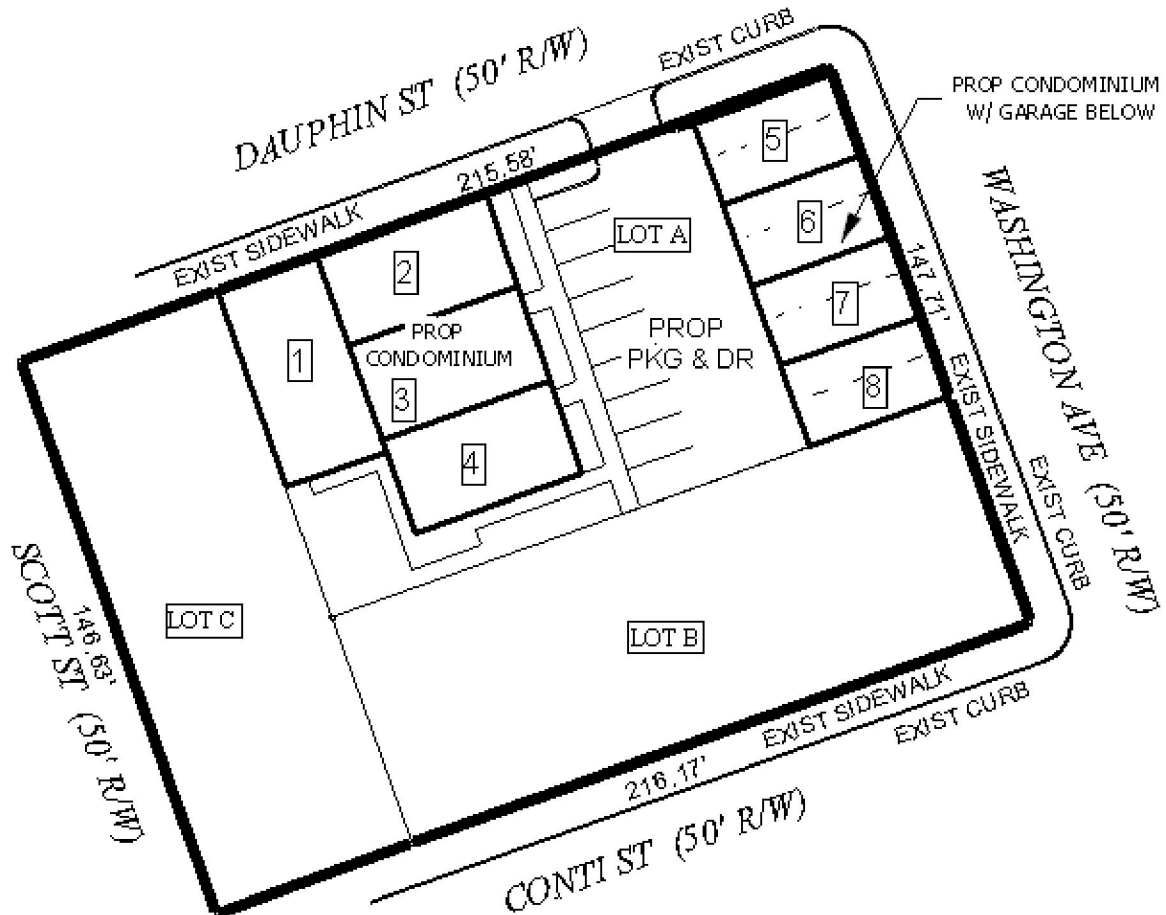 DAUPHIN ST (50' R/W)
EXIST CURB
PROP CONDOMINIUM
W/ GARAGE BELOW
215.58'
EXIST SIDEWALK
5
6
7
8
LOT A
2
1
PROP
CONDOMINIUM
3
4
PROP
PKG & DR
147.71'
WASHINGTON AVE (50' R/W)
EXIST SIDEWALK
EXIST CURB
SCOTT ST (50' R/W)
146.63'
LOT C
LOT B
EXIST SIDEWALK
EXIST CURB
216.17'
CONTI ST (50' R/W)